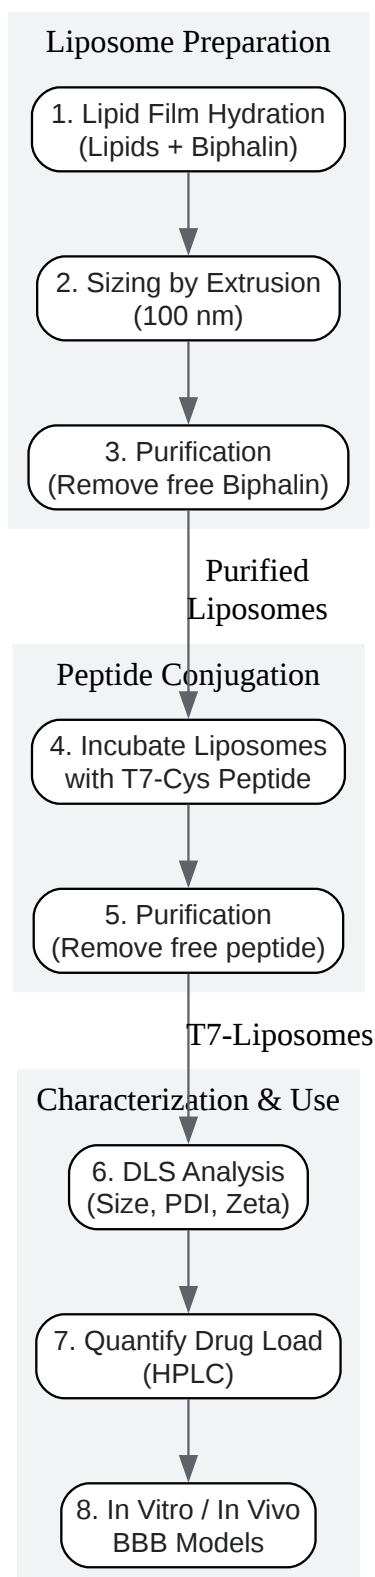 Liposome Preparation
1. Lipid Film Hydration
(Lipids + Biphalin)
2. Sizing by Extrusion
(100 nm)
3. Purification
(Remove free Biphalin)
Purified
Liposomes
Peptide Conjugation
4. Incubate Liposomes
with T7-Cys Peptide
5. Purification
(Remove free peptide)
T7-Liposomes
Characterization & Use
6. DLS Analysis
(Size, PDI, Zeta)
7. Quantify Drug Load
(HPLC)
8. In Vitro / In Vivo
BBB Models